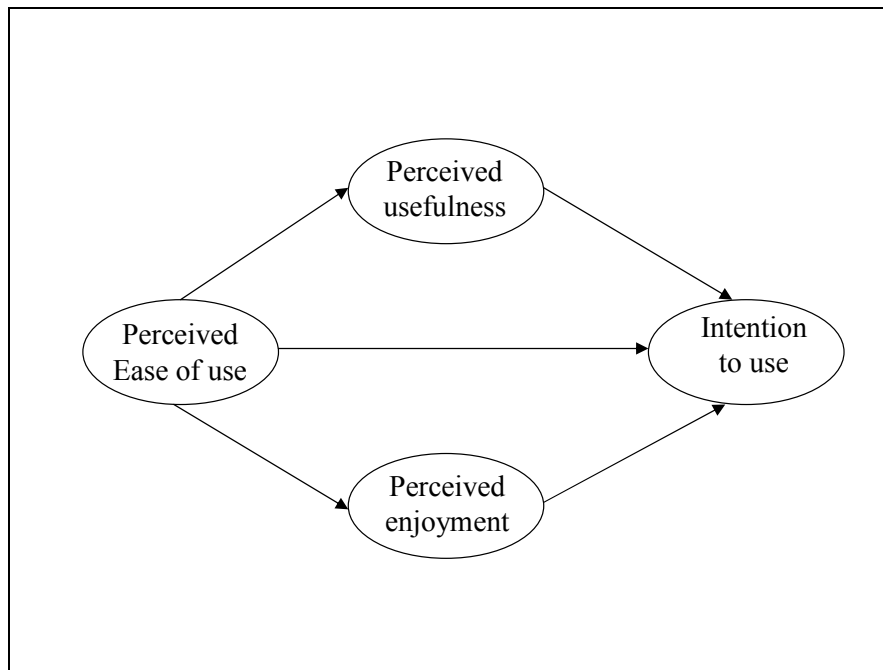 Perceived
usefulness
Perceived
Ease of use
Intention
to use
Perceived
enjoyment